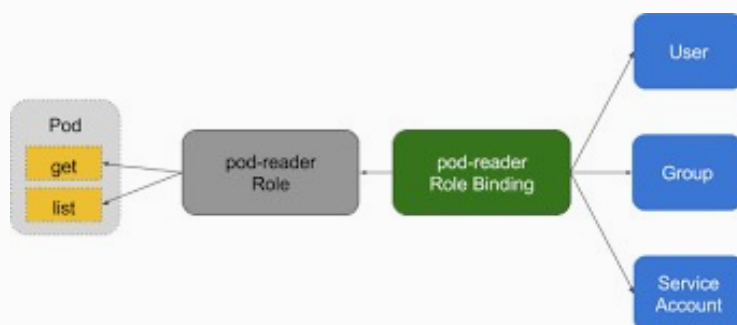 Pod
get
list
pod-reader
Role
pod-reader
Role Binding
User
Group
Service
Account